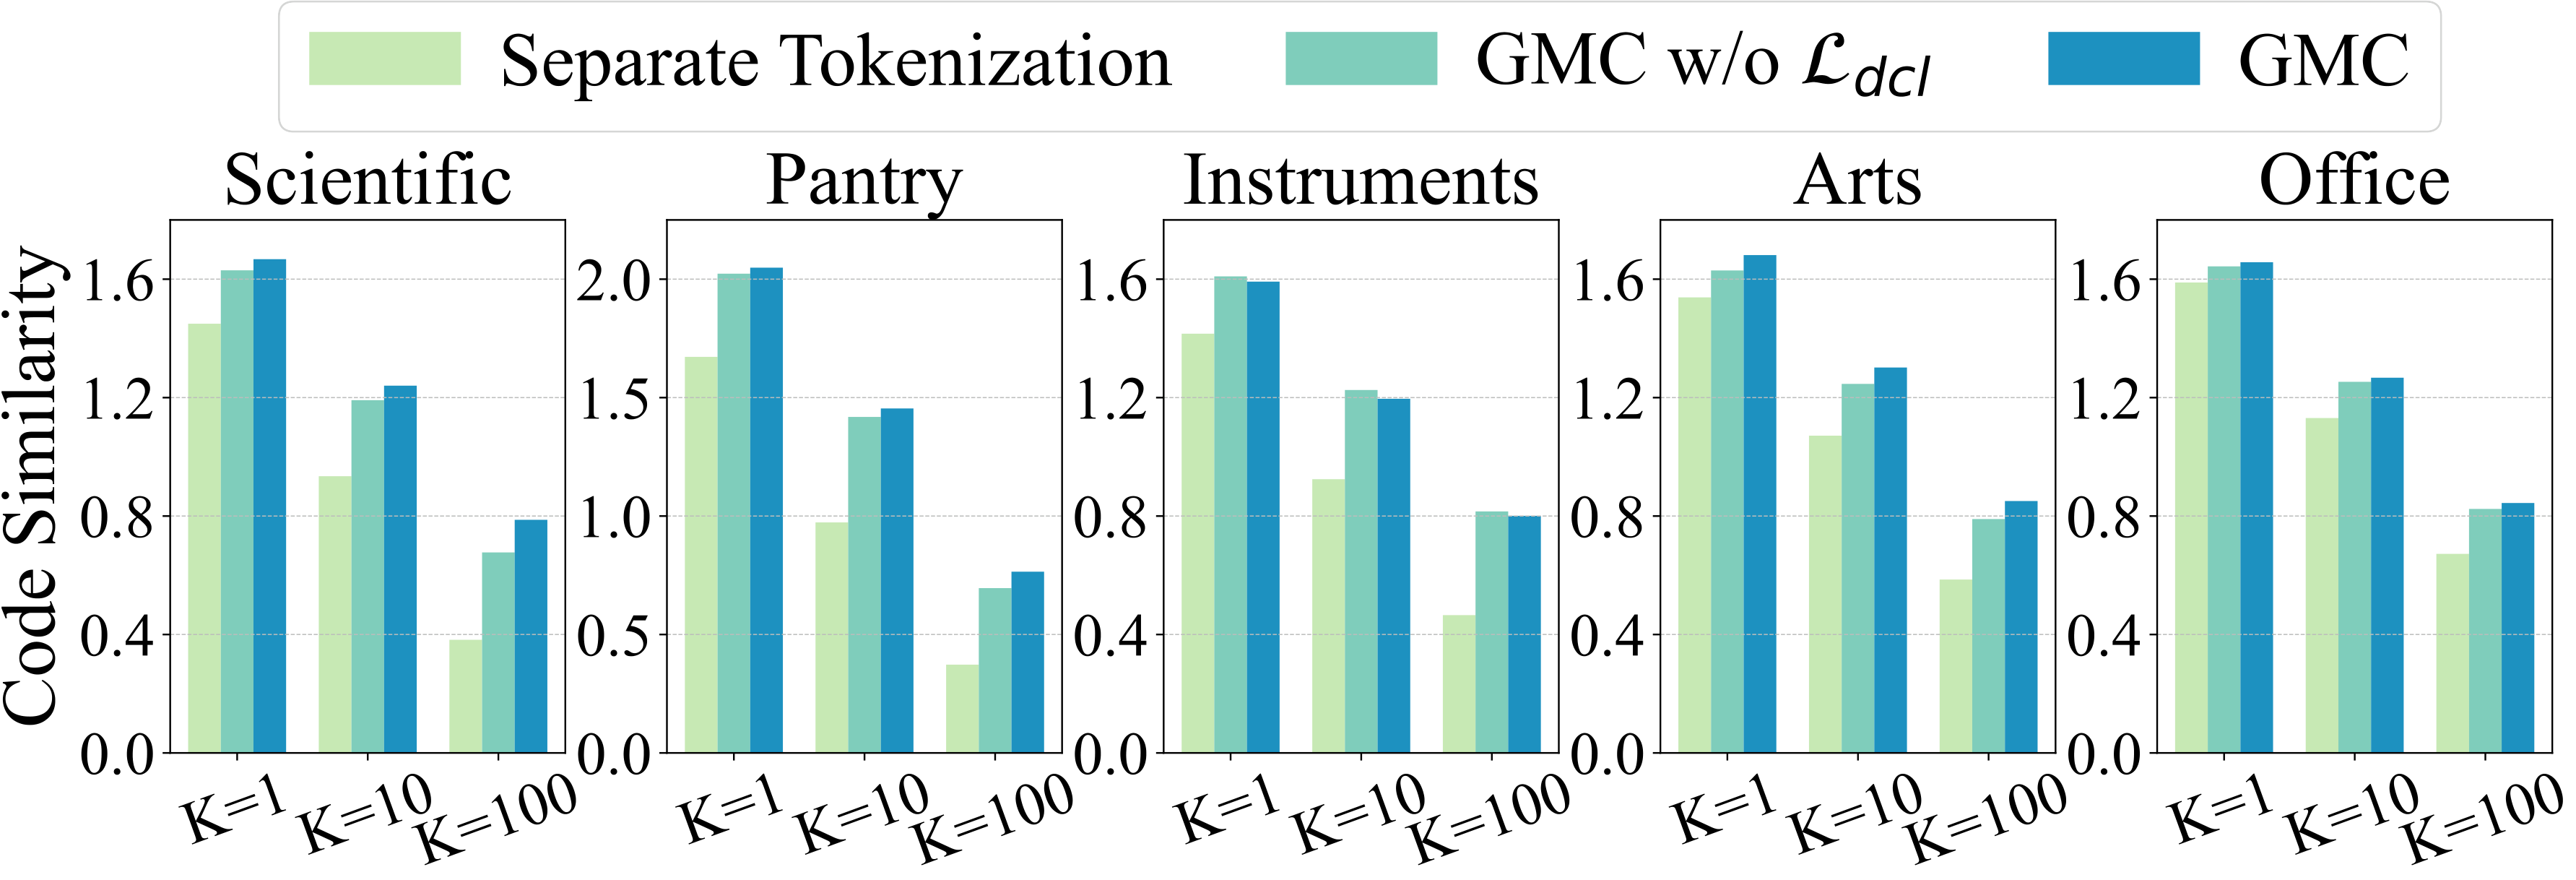 Separate Tokenization GMC w/o ℒ_dcl GMC
Scientific Pantry Instruments Arts Office
Code Similarity
1.6 2.0 1.6 1.6 1.6
1.2 1.5 1.2 1.2 1.2
0.8 1.0 0.8 0.8 0.8
0.4 0.5 0.4 0.4 0.4
0.0 0.0 0.0 0.0 0.0
K=1 K=10 K=100 K=1 K=10 K=100 K=1 K=10 K=100 K=1 K=10 K=100 K=1 K=10 K=100